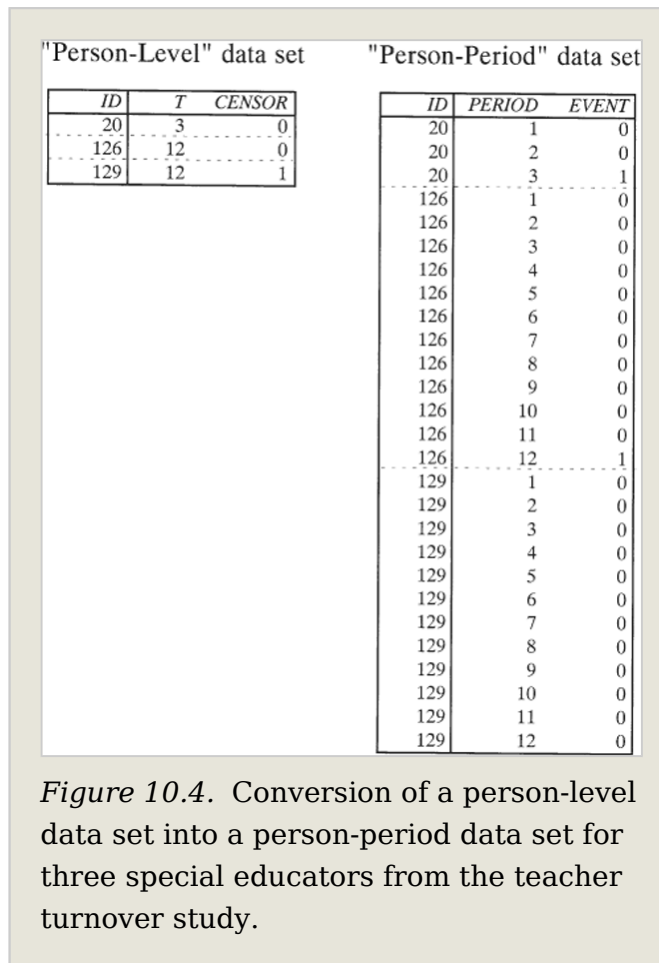 "Person-Level" data set
ID T CENSOR
20 3 0
126 12 0
129 12 1
"Person-Period" data set
ID PERIOD EVENT
20 1 0
20 2 0
20 3 1
126 1 0
126 2 0
126 3 0
126 4 0
126 5 0
126 6 0
126 7 0
126 8 0
126 9 0
126 10 0
126 11 0
126 12 1
129 1 0
129 2 0
129 3 0
129 4 0
129 5 0
129 6 0
129 7 0
129 8 0
129 9 0
129 10 0
129 11 0
129 12 0
Figure 10.4. Conversion of a person-level
data set into a person-period data set for
three special educators from the teacher
turnover study.